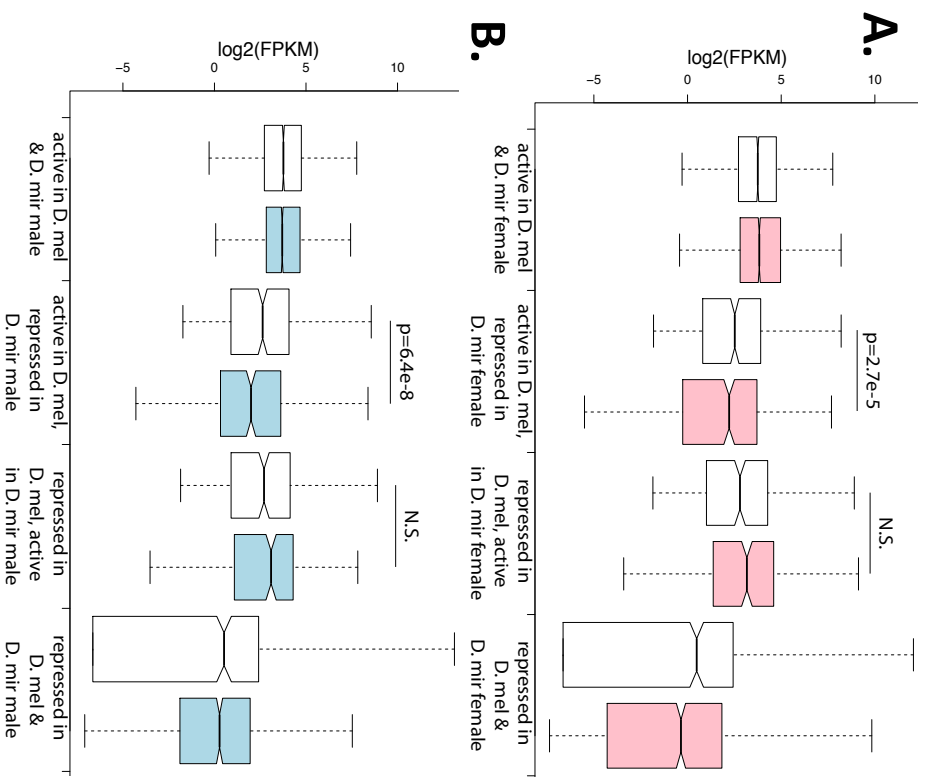 A.
log2(FPKM)
−5
0
5
10
p=2.7e-5
N.S.
active in D. mel
& D. mir female
active in D. mel,
repressed in
D. mir female
repressed in
D. mel, active
in D. mir female
repressed in
D. mel &
D. mir female
B.
log2(FPKM)
−5
0
5
10
p=6.4e-8
N.S.
active in D. mel
& D. mir male
active in D. mel,
repressed in
D. mir male
repressed in
D. mel, active
in D. mir male
repressed in
D. mel &
D. mir male